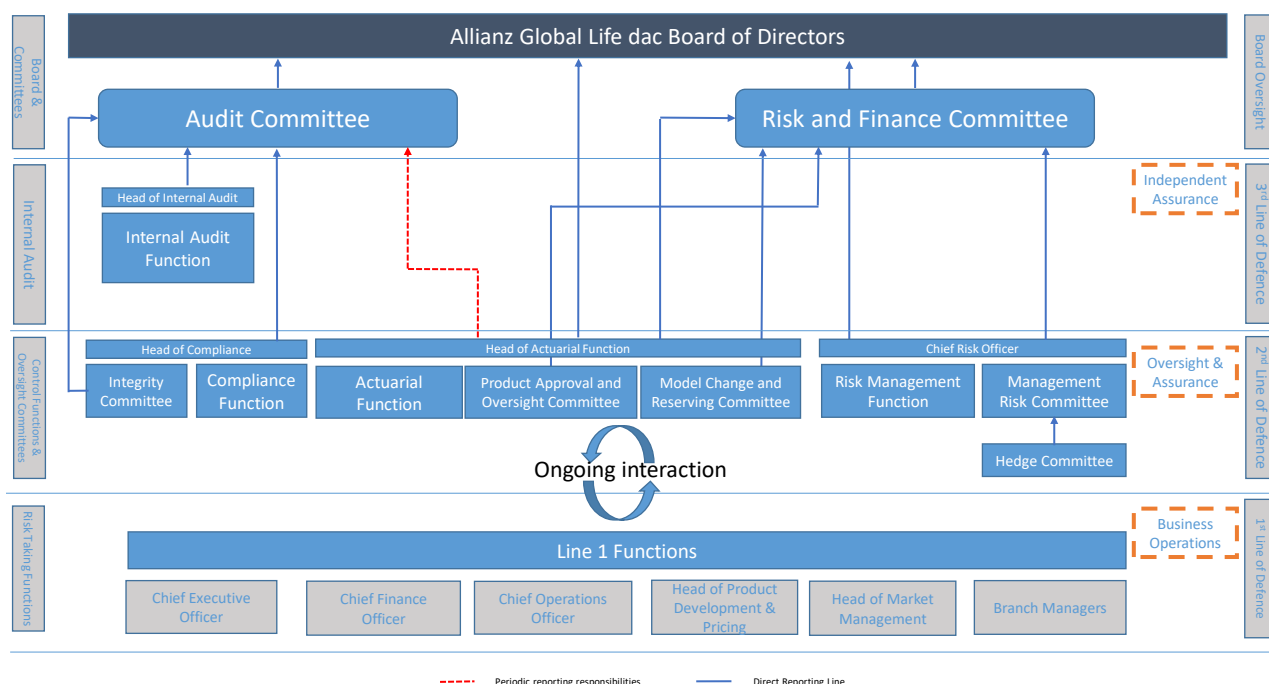 Allianz Global Life dac Board of Directors
Board &
Committees
Board Oversight
Audit Committee
Risk and Finance Committee
Internal Audit
Head of Internal Audit
Internal Audit
Function
Independent
Assurance
3rd Line of Defence
Control Functions &
Oversight Committees
Head of Compliance
Integrity
Committee
Compliance
Function
Head of Actuarial Function
Actuarial
Function
Product Approval and
Oversight Committee
Model Change and
Reserving Committee
Chief Risk Officer
Risk Management
Function
Management
Risk Committee
Hedge Committee
Oversight &
Assurance
2nd Line of Defence
Ongoing interaction
Risk Taking Functions
Line 1 Functions
Business
Operations
1st Line of Defence
Chief Executive
Officer
Chief Finance
Officer
Chief Operations
Officer
Head of Product
Development &
Pricing
Head of Market
Management
Branch Managers
Periodic reporting responsibilities
Direct Reporting Line